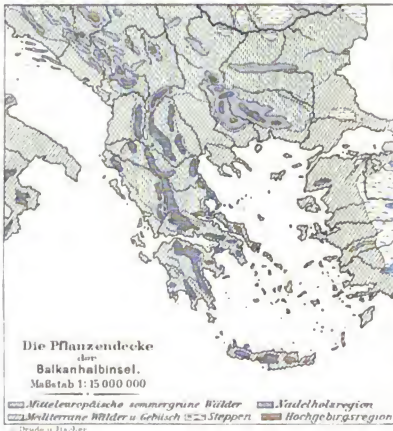 Die Pflanzendecke
der
Balkanhalbinsel.
Maßstab 1:15 000 000
Mitteleuropäische sommergrüne Wälder Nadelholzregion
Mediterrane Wälder u. Gebüsch Steppen Hochgebirgsregion